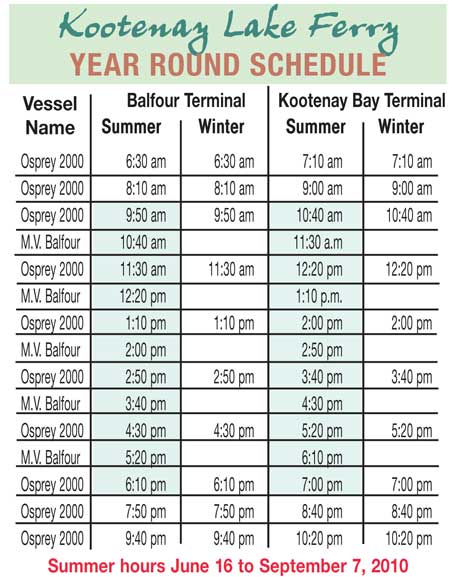 Kootenay Lake Ferry
YEAR ROUND SCHEDULE
Vessel Name Balfour Terminal Kootenay Bay Terminal
Summer Winter Summer Winter
Osprey 2000 6:30 am 6:30 am 7:10 am 7:10 am
Osprey 2000 8:10 am 8:10 am 9:00 am 9:00 am
Osprey 2000 9:50 am 9:50 am 10:40 am 10:40 am
M.V. Balfour 10:40 am 11:30 a.m
Osprey 2000 11:30 am 11:30 am 12:20 pm 12:20 pm
M.V. Balfour 12:20 pm 1:10 p.m.
Osprey 2000 1:10 pm 1:10 pm 2:00 pm 2:00 pm
M.V. Balfour 2:00 pm 2:50 pm
Osprey 2000 2:50 pm 2:50 pm 3:40 pm 3:40 pm
M.V. Balfour 3:40 pm 4:30 pm
Osprey 2000 4:30 pm 4:30 pm 5:20 pm 5:20 pm
M.V. Balfour 5:20 pm 6:10 pm
Osprey 2000 6:10 pm 6:10 pm 7:00 pm 7:00 pm
Osprey 2000 7:50 pm 7:50 pm 8:40 pm 8:40 pm
Osprey 2000 9:40 pm 9:40 pm 10:20 pm 10:20 pm
Summer hours June 16 to September 7, 2010